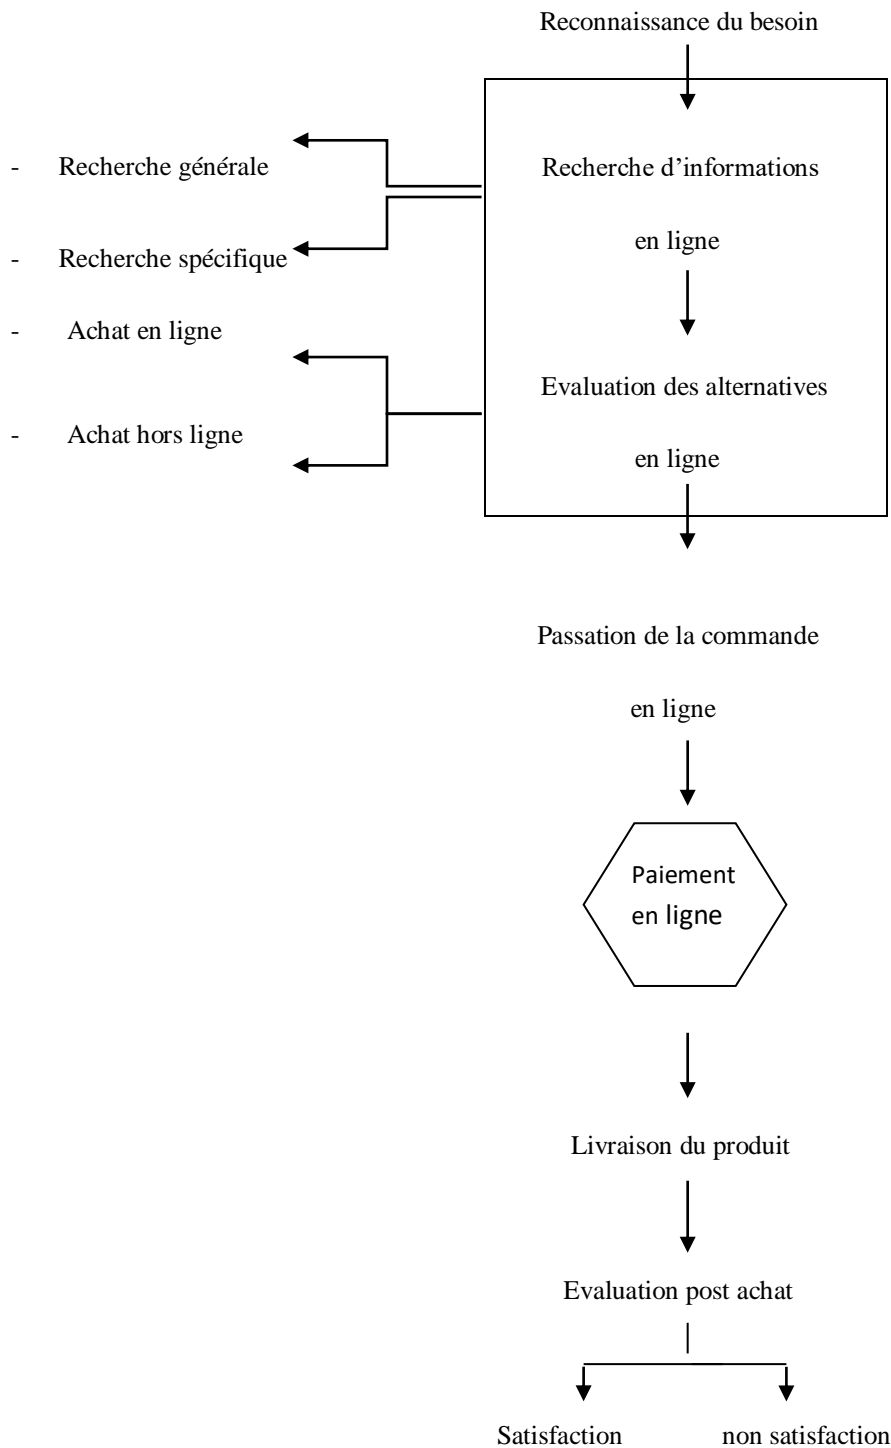 Reconnaissance du besoin
- Recherche générale
Recherche d’informations
en ligne
- Recherche spécifique
- Achat en ligne
Evaluation des alternatives
- Achat hors ligne
en ligne
Passation de la commande
en ligne
Paiement
en ligne
Livraison du produit
Evaluation post achat
Satisfaction
non satisfaction